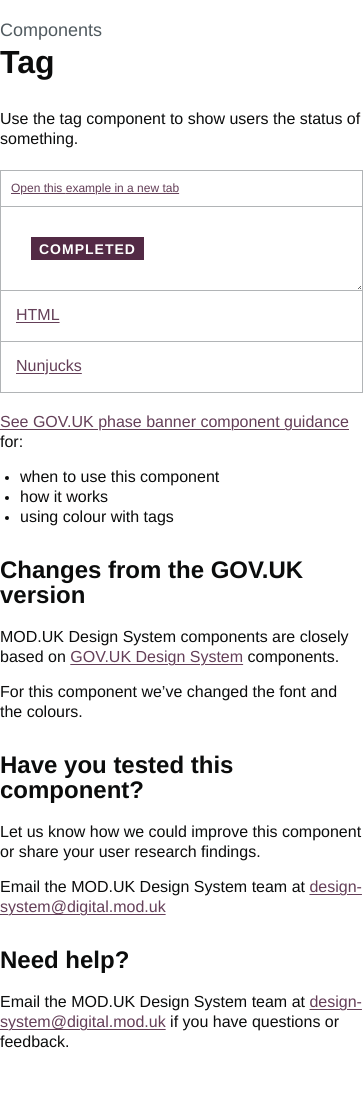 Components
Tag
Use the tag component to show users the status of
something.
Open this example in a new tab
COMPLETED
HTML
Nunjucks
See GOV.UK phase banner component guidance
for:
• when to use this component
• how it works
• using colour with tags
Changes from the GOV.UK
version
MOD.UK Design System components are closely
based on GOV.UK Design System components.
For this component we’ve changed the font and
the colours.
Have you tested this
component?
Let us know how we could improve this component
or share your user research findings.
Email the MOD.UK Design System team at design-
system@digital.mod.uk
Need help?
Email the MOD.UK Design System team at design-
system@digital.mod.uk if you have questions or
feedback.